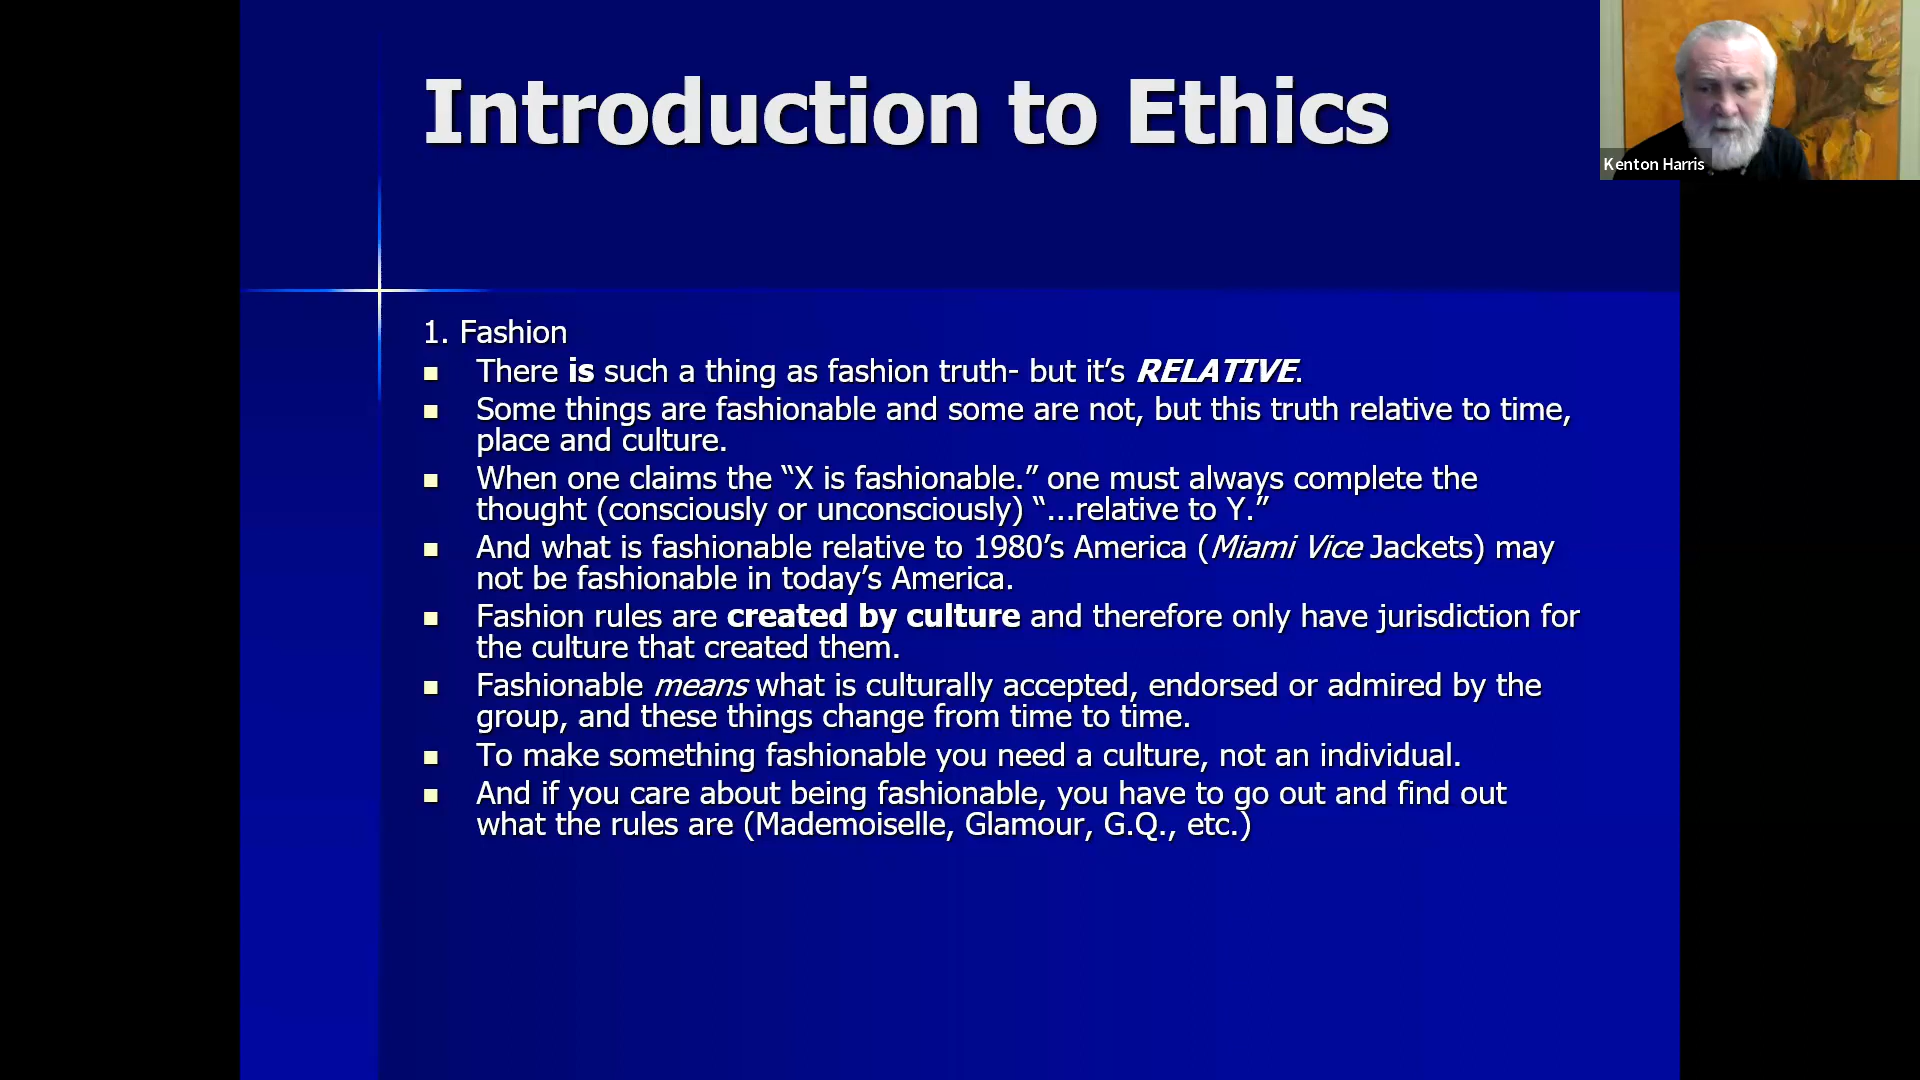 Introduction to Ethics
Kenton Harris
1. Fashion
■ There is such a thing as fashion truth- but it’s RELATIVE.
■ Some things are fashionable and some are not, but this truth relative to time,
place and culture.
■ When one claims the “X is fashionable.” one must always complete the
thought (consciously or unconsciously) “...relative to Y.”
■ And what is fashionable relative to 1980’s America (Miami Vice Jackets) may
not be fashionable in today’s America.
■ Fashion rules are created by culture and therefore only have jurisdiction for
the culture that created them.
■ Fashionable means what is culturally accepted, endorsed or admired by the
group, and these things change from time to time.
■ To make something fashionable you need a culture, not an individual.
■ And if you care about being fashionable, you have to go out and find out
what the rules are (Mademoiselle, Glamour, G.Q., etc.)